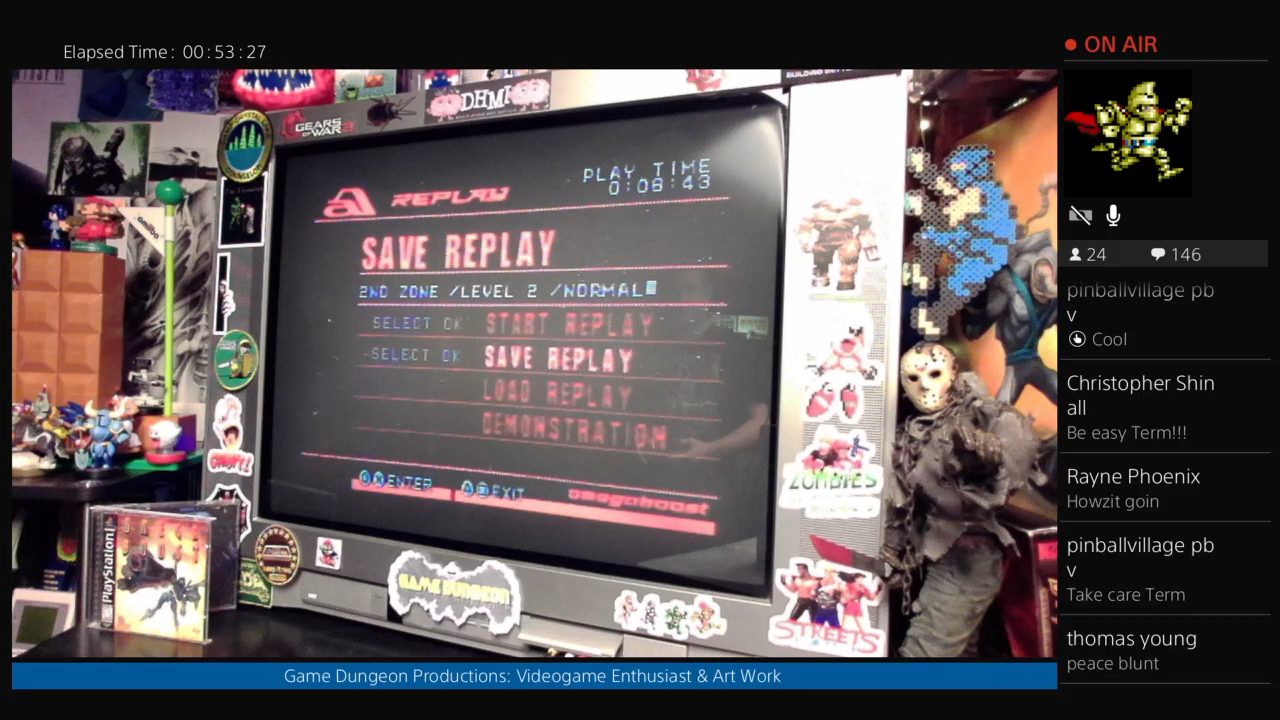 Elapsed Time: 00:53:27
ON AIR
24
146
GEARS OF WAR
DHMI
PLAY TIME
0:08:43
REPLAY
SAVE REPLAY
2ND ZONE /LEVEL 2 /NORMAL
SELECT OK START REPLAY
-SELECT OK SAVE REPLAY
LOAD REPLAY
DEMONSTRATION
ENTER
EXIT
omegaboost
amiibo
PlayStation
GAME DUNGEON
ZOMBIES
STREETS
pinballvillage pb
v
Cool
Christopher Shin
all
Be easy Term!!!
Rayne Phoenix
Howzit goin
pinballvillage pb
v
Take care Term
thomas young
peace blunt
Game Dungeon Productions: Videogame Enthusiast & Art Work